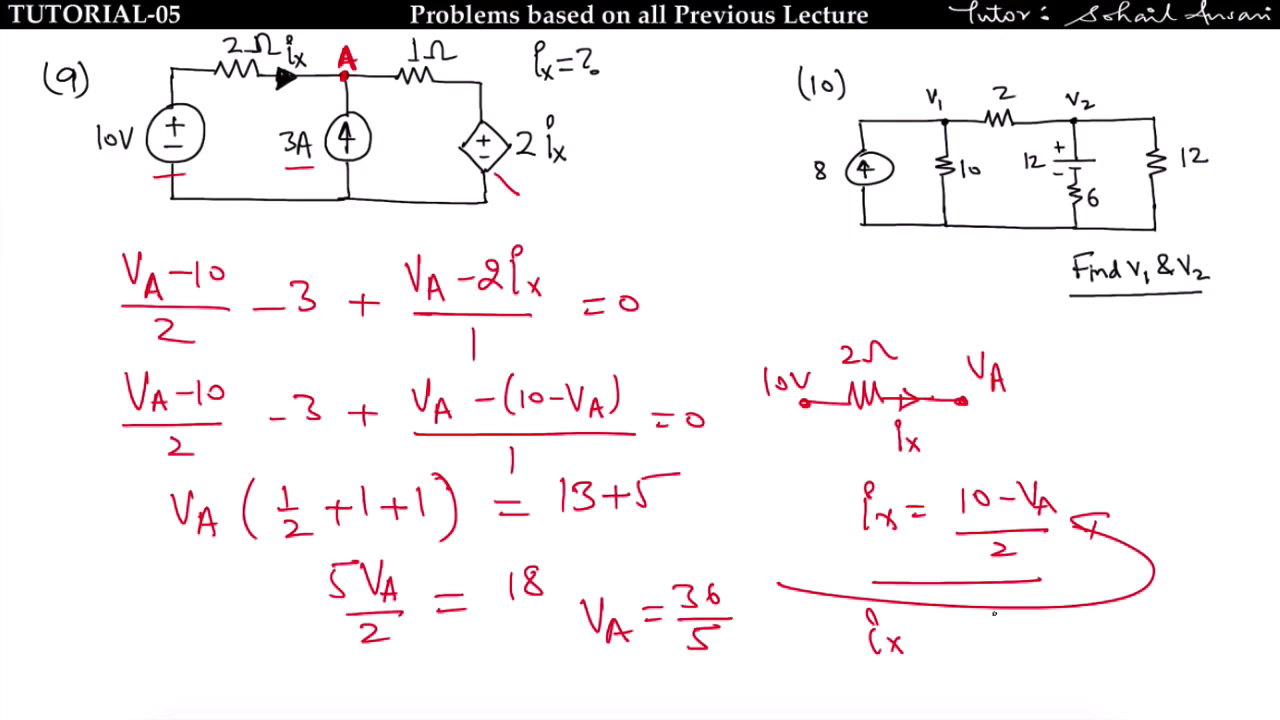 TUTORIAL-05 Problems based on all Previous Lecture Tutor: Sohail Ansari
(9) 2Ω ix A 1Ω ix=?
10V + - 3A + - 2 ix
(10) V1 2 V2
8 10 12 + - 6 12
Find V1 & V2
VA-10/2 -3 + VA-2ix/1 =0
VA-10/2 -3 + VA-(10-VA)/1 =0
VA (1/2 +1+1) = 13+5
5VA/2 = 18 VA = 36/5
10V 2Ω VA
ix
ix = 10-VA/2
ix